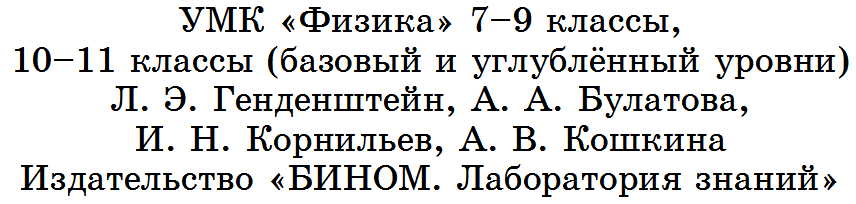 УМК «Физика» 7–9 классы,
10–11 классы (базовый и углублённый уровни)
Л. Э. Генденштейн, А. А. Булатова,
И. Н. Корнильев, А. В. Кошкина
Издательство «БИНОМ. Лаборатория знаний»